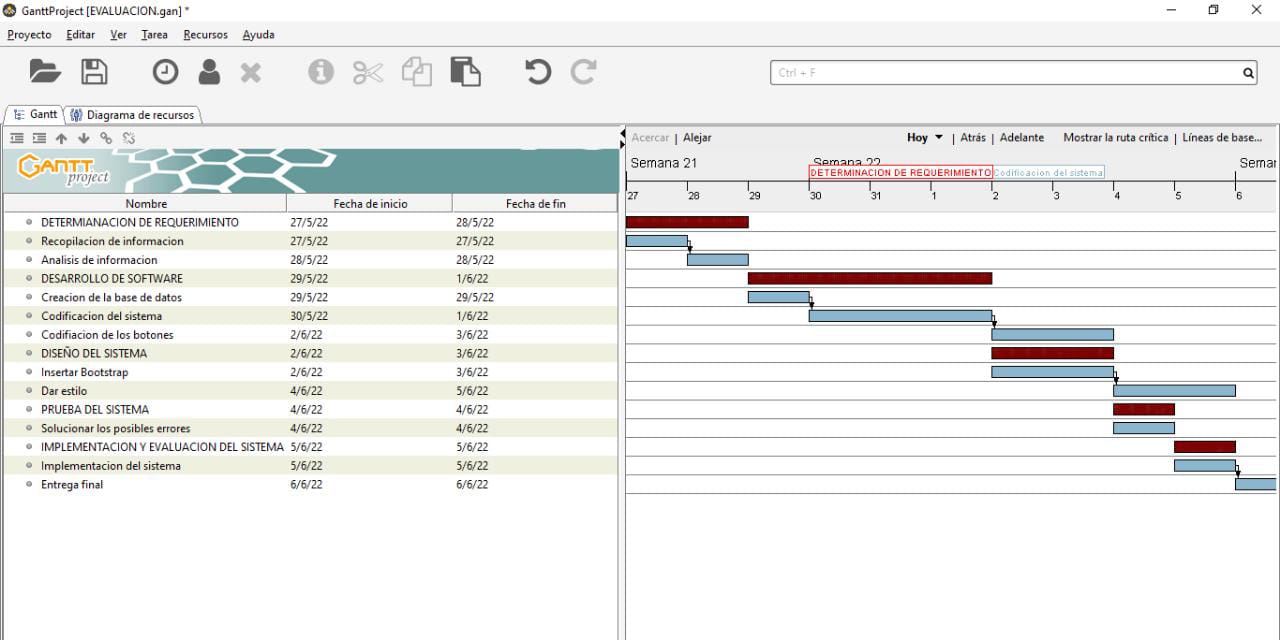 GanttProject [EVALUACION.gan] *
Proyecto Editar Ver Tarea Recursos Ayuda
Ctrl + F
Gantt Diagrama de recursos
Acercar | Alejar Hoy | Atrás | Adelante Mostrar la ruta crítica | Líneas de base...
GANTT project
Semana 21 Semana 22 Semar
DETERMINACION DE REQUERIMIENTO Codificacion del sistema
27 28 29 30 31 1 2 3 4 5 6
Nombre Fecha de inicio Fecha de fin
DETERMIANACION DE REQUERIMIENTO 27/5/22 28/5/22
Recopilacion de informacion 27/5/22 27/5/22
Analisis de informacion 28/5/22 28/5/22
DESARROLLO DE SOFTWARE 29/5/22 1/6/22
Creacion de la base de datos 29/5/22 29/5/22
Codificacion del sistema 30/5/22 1/6/22
Codifiacion de los botones 2/6/22 3/6/22
DISEÑO DEL SISTEMA 2/6/22 3/6/22
Insertar Bootstrap 2/6/22 3/6/22
Dar estilo 4/6/22 5/6/22
PRUEBA DEL SISTEMA 4/6/22 4/6/22
Solucionar los posibles errores 4/6/22 4/6/22
IMPLEMENTACION Y EVALUACION DEL SISTEMA 5/6/22 5/6/22
Implementacion del sistema 5/6/22 5/6/22
Entrega final 6/6/22 6/6/22